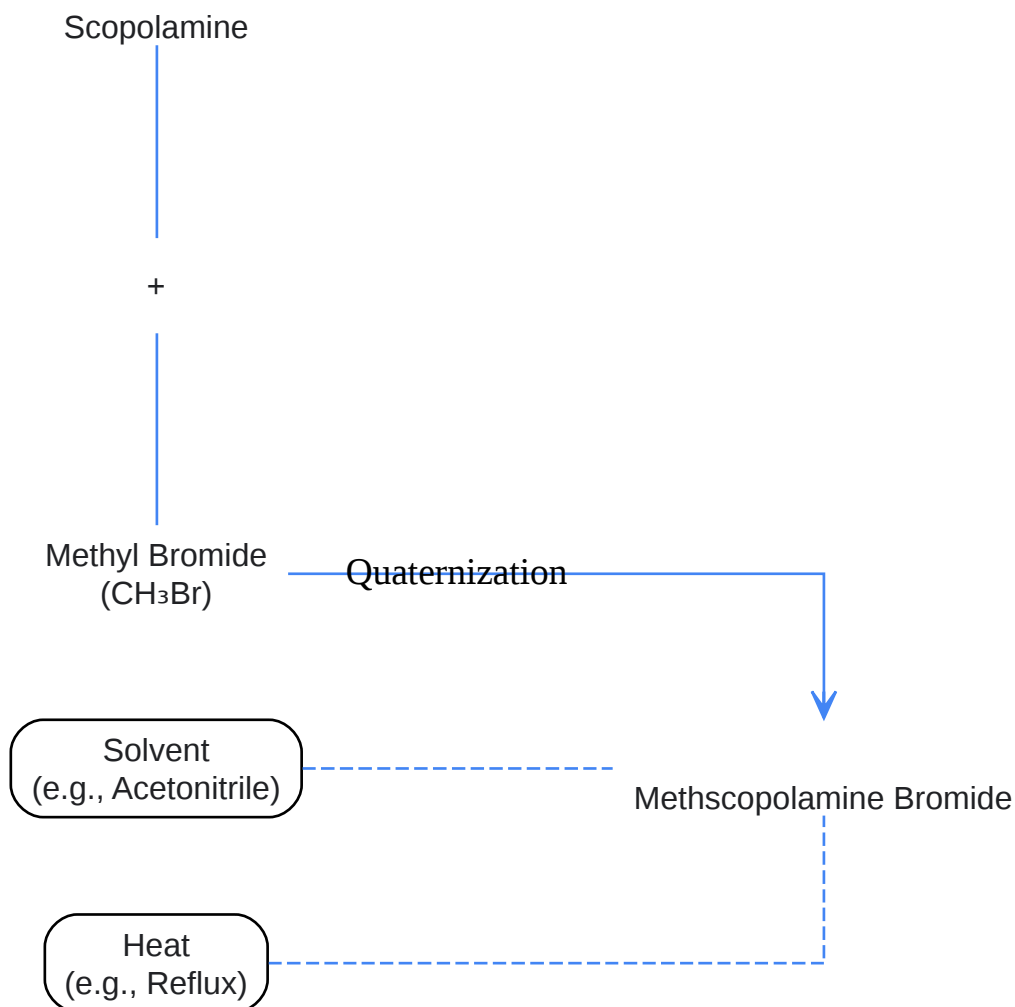 Scopolamine
+
Methyl Bromide
(CH₃Br)
Quaternization
Solvent
(e.g., Acetonitrile)
Methscopolamine Bromide
Heat
(e.g., Reflux)